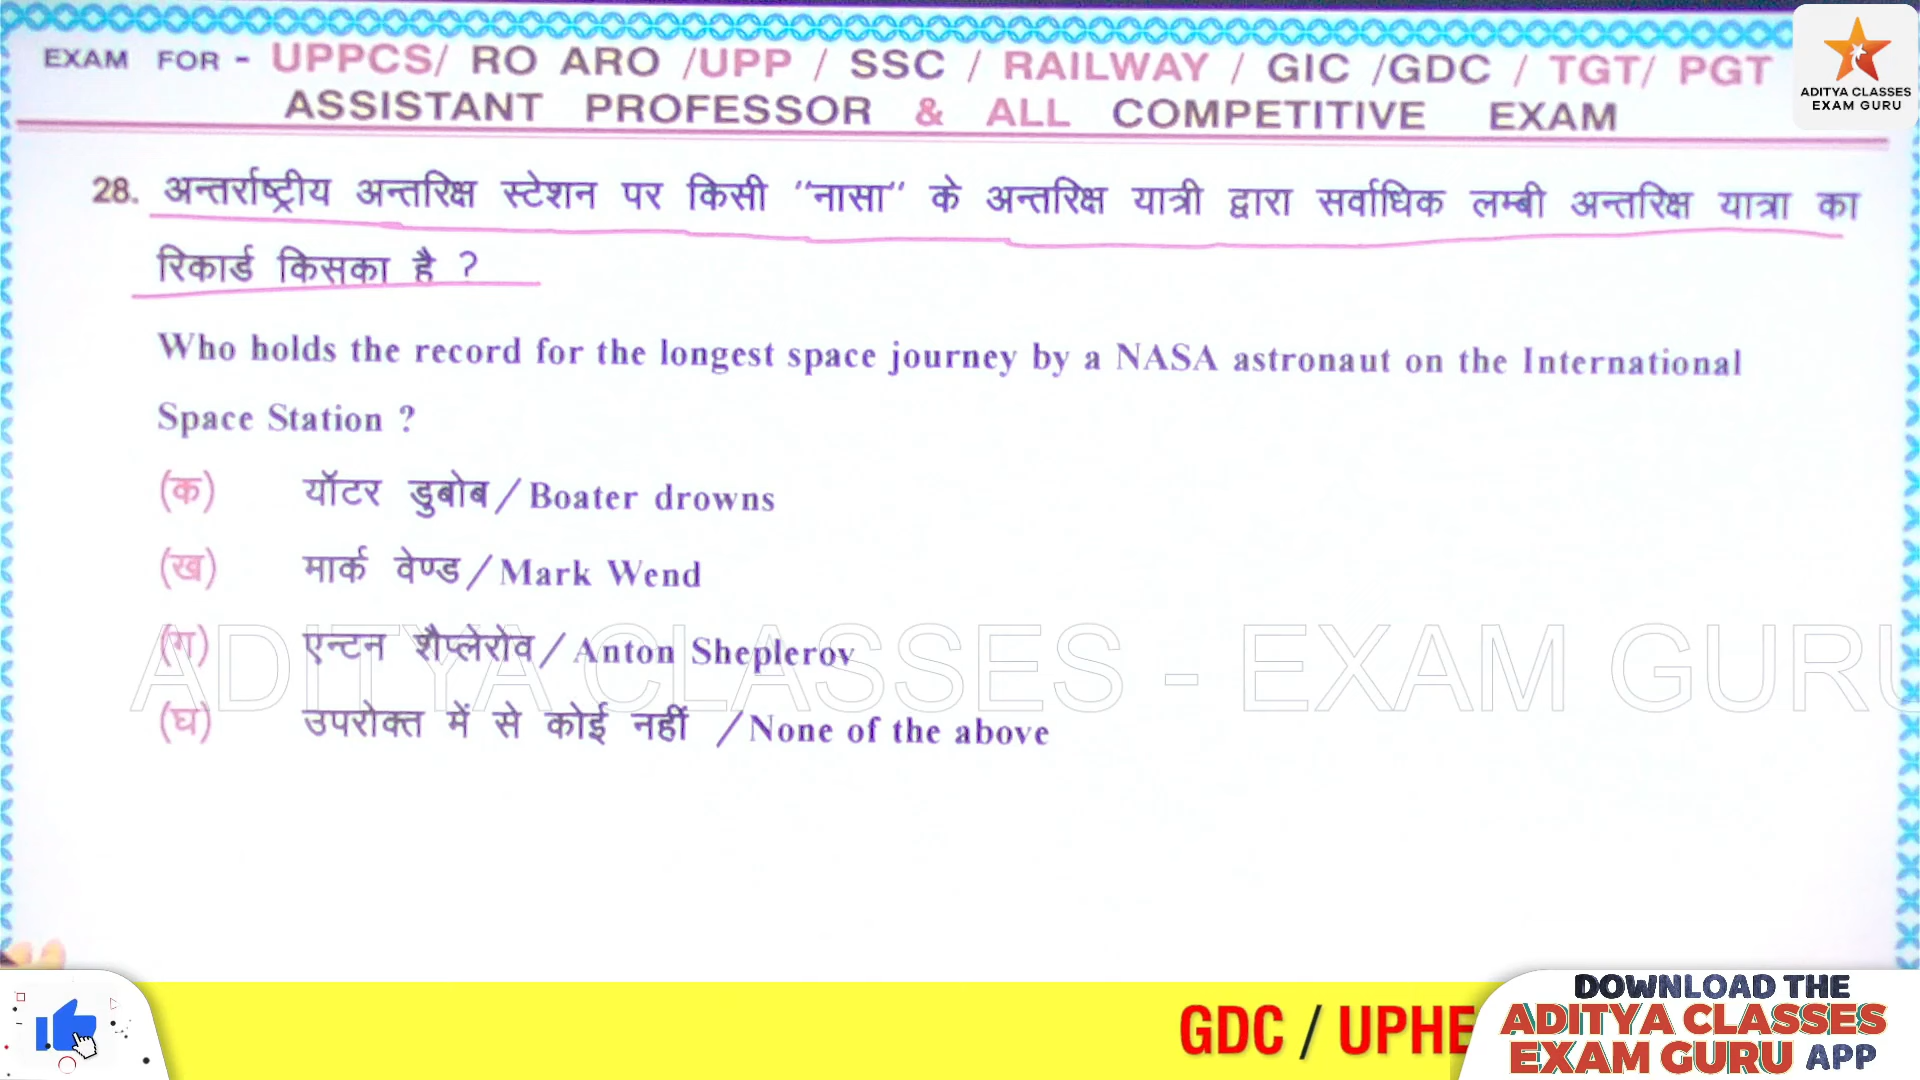 EXAM FOR - UPPCS/ RO ARO /UPP / SSC / RAILWAY / GIC /GDC / TGT/ PGT
ASSISTANT PROFESSOR & ALL COMPETITIVE EXAM
ADITYA CLASSES
EXAM GURU
28. अन्तर्राष्ट्रीय अन्तरिक्ष स्टेशन पर किसी ''नासा'' के अन्तरिक्ष यात्री द्वारा सर्वाधिक लम्बी अन्तरिक्ष यात्रा का
रिकार्ड किसका है ?
Who holds the record for the longest space journey by a NASA astronaut on the International
Space Station ?
(क) यॉटर डुबोब / Boater drowns
(ख) मार्क वेण्ड / Mark Wend
(ग) एन्टन शैप्लेरोव / Anton Sheplerov
(घ) उपरोक्त में से कोई नहीं / None of the above
ADITYA CLASSES - EXAM GURU
GDC / UPHE
DOWNLOAD THE
ADITYA CLASSES
EXAM GURU APP